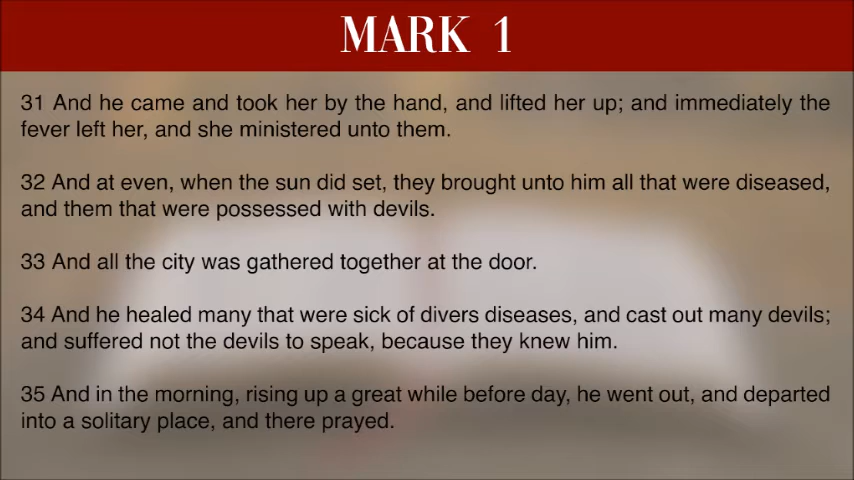 MARK 1
31 And he came and took her by the hand, and lifted her up; and immediately the
fever left her, and she ministered unto them.
32 And at even, when the sun did set, they brought unto him all that were diseased,
and them that were possessed with devils.
33 And all the city was gathered together at the door.
34 And he healed many that were sick of divers diseases, and cast out many devils;
and suffered not the devils to speak, because they knew him.
35 And in the morning, rising up a great while before day, he went out, and departed
into a solitary place, and there prayed.